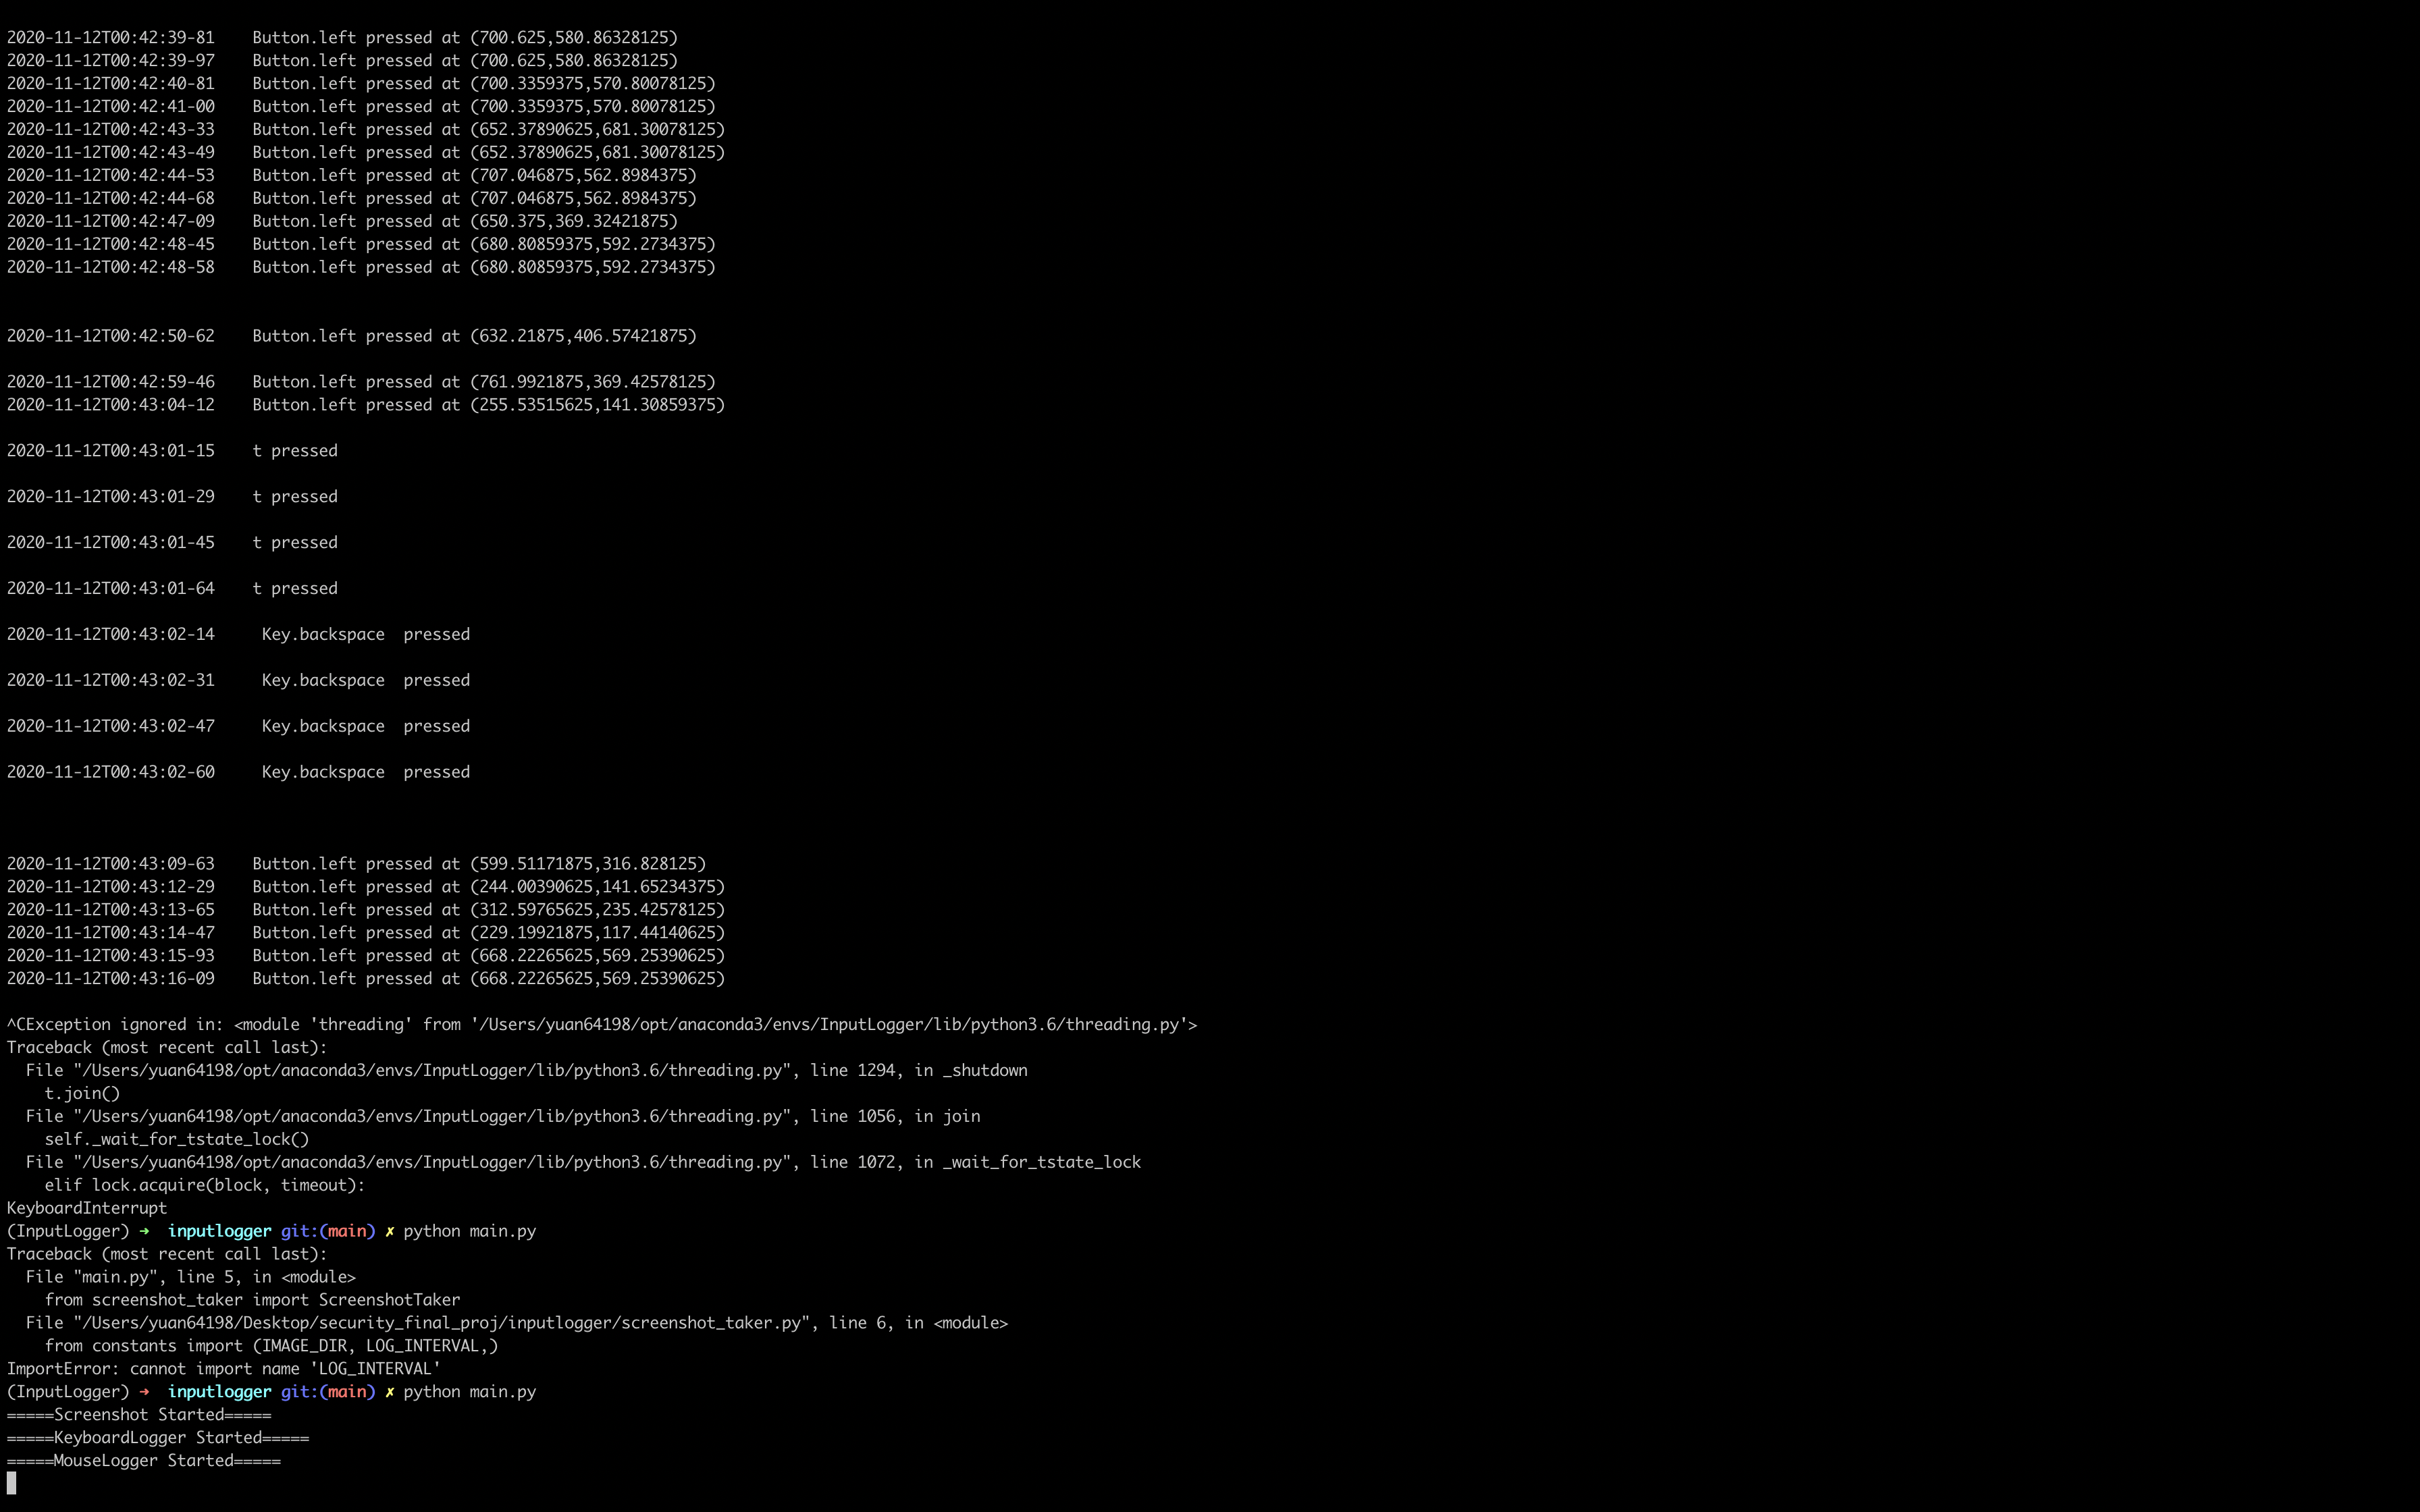 2020-11-12T00:42:39-81    Button.left pressed at (700.625,580.86328125)
2020-11-12T00:42:39-97    Button.left pressed at (700.625,580.86328125)
2020-11-12T00:42:40-81    Button.left pressed at (700.3359375,570.80078125)
2020-11-12T00:42:41-00    Button.left pressed at (700.3359375,570.80078125)
2020-11-12T00:42:43-33    Button.left pressed at (652.37890625,681.30078125)
2020-11-12T00:42:43-49    Button.left pressed at (652.37890625,681.30078125)
2020-11-12T00:42:44-53    Button.left pressed at (707.046875,562.8984375)
2020-11-12T00:42:44-68    Button.left pressed at (707.046875,562.8984375)
2020-11-12T00:42:47-09    Button.left pressed at (650.375,369.32421875)
2020-11-12T00:42:48-45    Button.left pressed at (680.80859375,592.2734375)
2020-11-12T00:42:48-58    Button.left pressed at (680.80859375,592.2734375)
2020-11-12T00:42:50-62    Button.left pressed at (632.21875,406.57421875)
2020-11-12T00:42:59-46    Button.left pressed at (761.9921875,369.42578125)
2020-11-12T00:43:04-12    Button.left pressed at (255.53515625,141.30859375)
2020-11-12T00:43:01-15    t pressed
2020-11-12T00:43:01-29    t pressed
2020-11-12T00:43:01-45    t pressed
2020-11-12T00:43:01-64    t pressed
2020-11-12T00:43:02-14     Key.backspace  pressed
2020-11-12T00:43:02-31     Key.backspace  pressed
2020-11-12T00:43:02-47     Key.backspace  pressed
2020-11-12T00:43:02-60     Key.backspace  pressed
2020-11-12T00:43:09-63    Button.left pressed at (599.51171875,316.828125)
2020-11-12T00:43:12-29    Button.left pressed at (244.00390625,141.65234375)
2020-11-12T00:43:13-65    Button.left pressed at (312.59765625,235.42578125)
2020-11-12T00:43:14-47    Button.left pressed at (229.19921875,117.44140625)
2020-11-12T00:43:15-93    Button.left pressed at (668.22265625,569.25390625)
2020-11-12T00:43:16-09    Button.left pressed at (668.22265625,569.25390625)
^CException ignored in: <module 'threading' from '/Users/yuan64198/opt/anaconda3/envs/InputLogger/lib/python3.6/threading.py'>
Traceback (most recent call last):
  File "/Users/yuan64198/opt/anaconda3/envs/InputLogger/lib/python3.6/threading.py", line 1294, in _shutdown
    t.join()
  File "/Users/yuan64198/opt/anaconda3/envs/InputLogger/lib/python3.6/threading.py", line 1056, in join
    self._wait_for_tstate_lock()
  File "/Users/yuan64198/opt/anaconda3/envs/InputLogger/lib/python3.6/threading.py", line 1072, in _wait_for_tstate_lock
    elif lock.acquire(block, timeout):
KeyboardInterrupt
(InputLogger) ➜  inputlogger git:(main) ✗ python main.py
Traceback (most recent call last):
  File "main.py", line 5, in <module>
    from screenshot_taker import ScreenshotTaker
  File "/Users/yuan64198/Desktop/security_final_proj/inputlogger/screenshot_taker.py", line 6, in <module>
    from constants import (IMAGE_DIR, LOG_INTERVAL,)
ImportError: cannot import name 'LOG_INTERVAL'
(InputLogger) ➜  inputlogger git:(main) ✗ python main.py
=====Screenshot Started=====
=====KeyboardLogger Started=====
=====MouseLogger Started=====